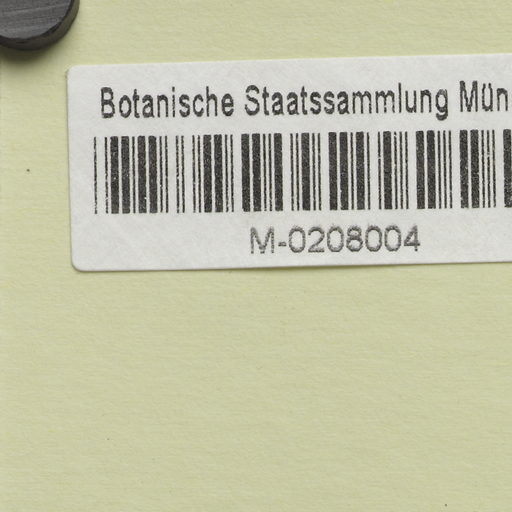 Botanische Staatssammlung Mün
M-0208004